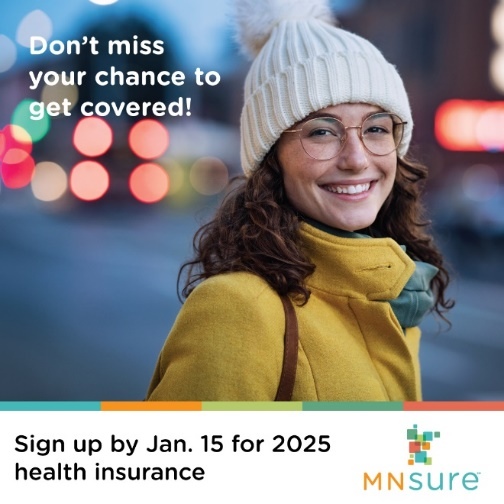 Don't miss
your chance to
get covered!
Sign up by Jan. 15 for 2025
health insurance
MNsure